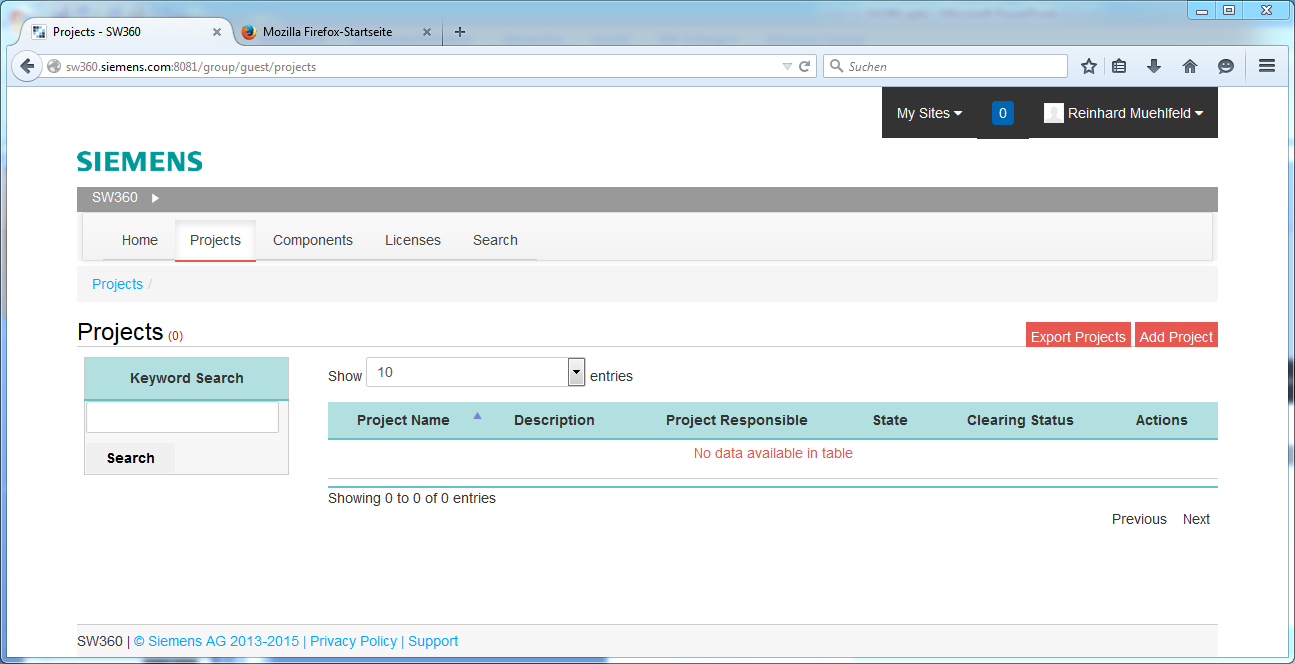 Projects - SW360
Mozilla Firefox-Startseite
sw360.siemens.com:8081/group/guest/projects
Suchen
My Sites
0
Reinhard Muehlfeld
SIEMENS
SW360
Home
Projects
Components
Licenses
Search
Projects /
Projects (0)
Export Projects
Add Project
Keyword Search
Search
Show 10 entries
Project Name
Description
Project Responsible
State
Clearing Status
Actions
No data available in table
Showing 0 to 0 of 0 entries
Previous
Next
SW360 | © Siemens AG 2013-2015 | Privacy Policy | Support